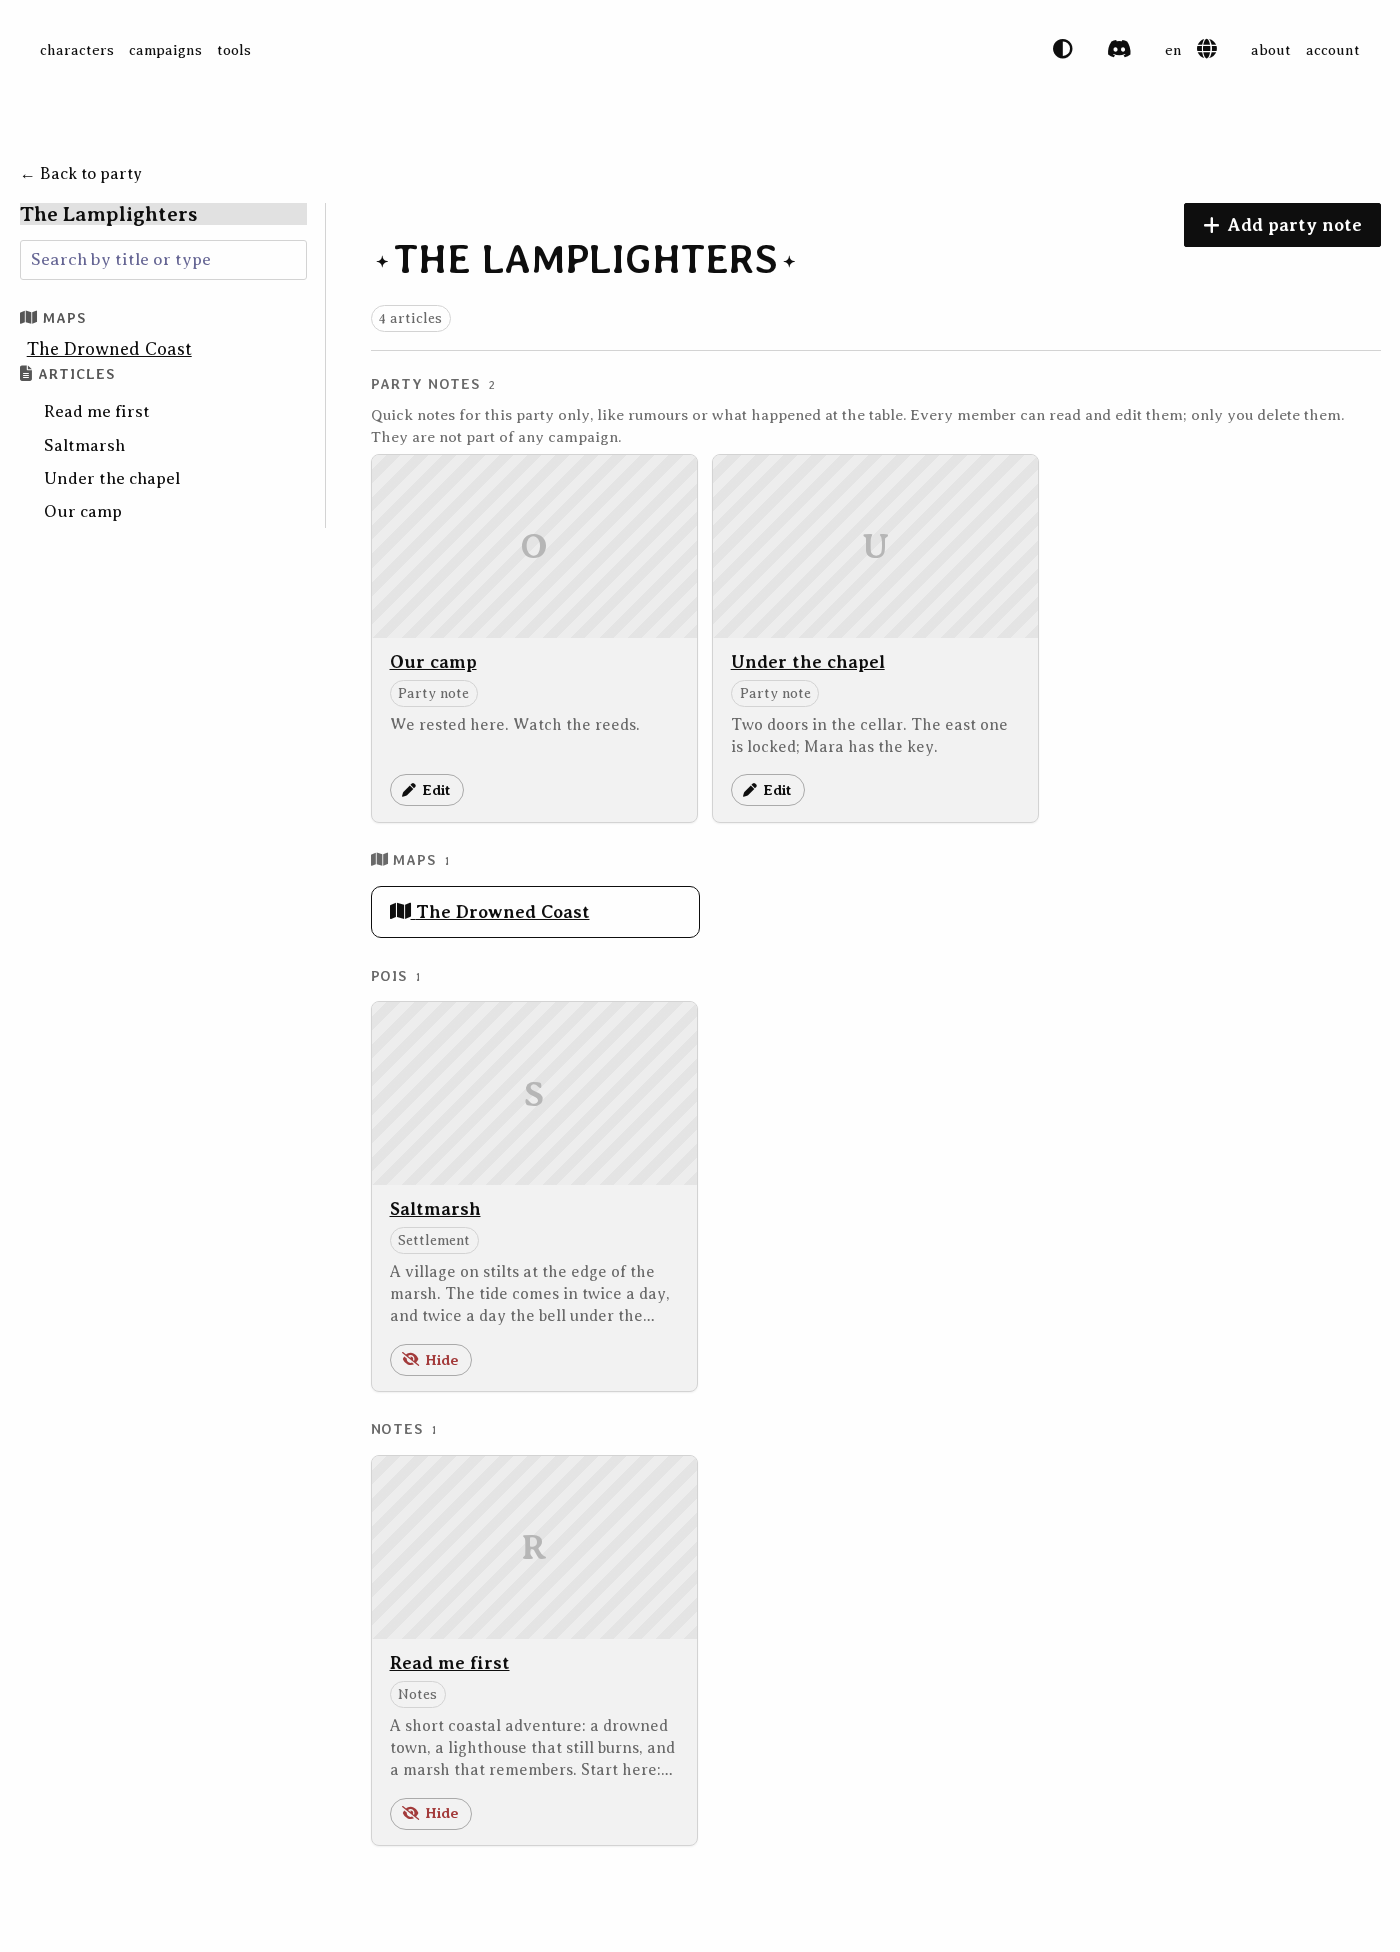 characters campaigns tools
en about account
← Back to party
The Lamplighters
Search by title or type
MAPS
The Drowned Coast
ARTICLES
Read me first
Saltmarsh
Under the chapel
Our camp
+ Add party note
THE LAMPLIGHTERS
4 articles
PARTY NOTES 2
Quick notes for this party only, like rumours or what happened at the table. Every member can read and edit them; only you delete them.
They are not part of any campaign.
O
Our camp
Party note
We rested here. Watch the reeds.
Edit
U
Under the chapel
Party note
Two doors in the cellar. The east one
is locked; Mara has the key.
Edit
MAPS 1
The Drowned Coast
POIS 1
S
Saltmarsh
Settlement
A village on stilts at the edge of the
marsh. The tide comes in twice a day,
and twice a day the bell under the...
Hide
NOTES 1
R
Read me first
Notes
A short coastal adventure: a drowned
town, a lighthouse that still burns, and
a marsh that remembers. Start here:...
Hide